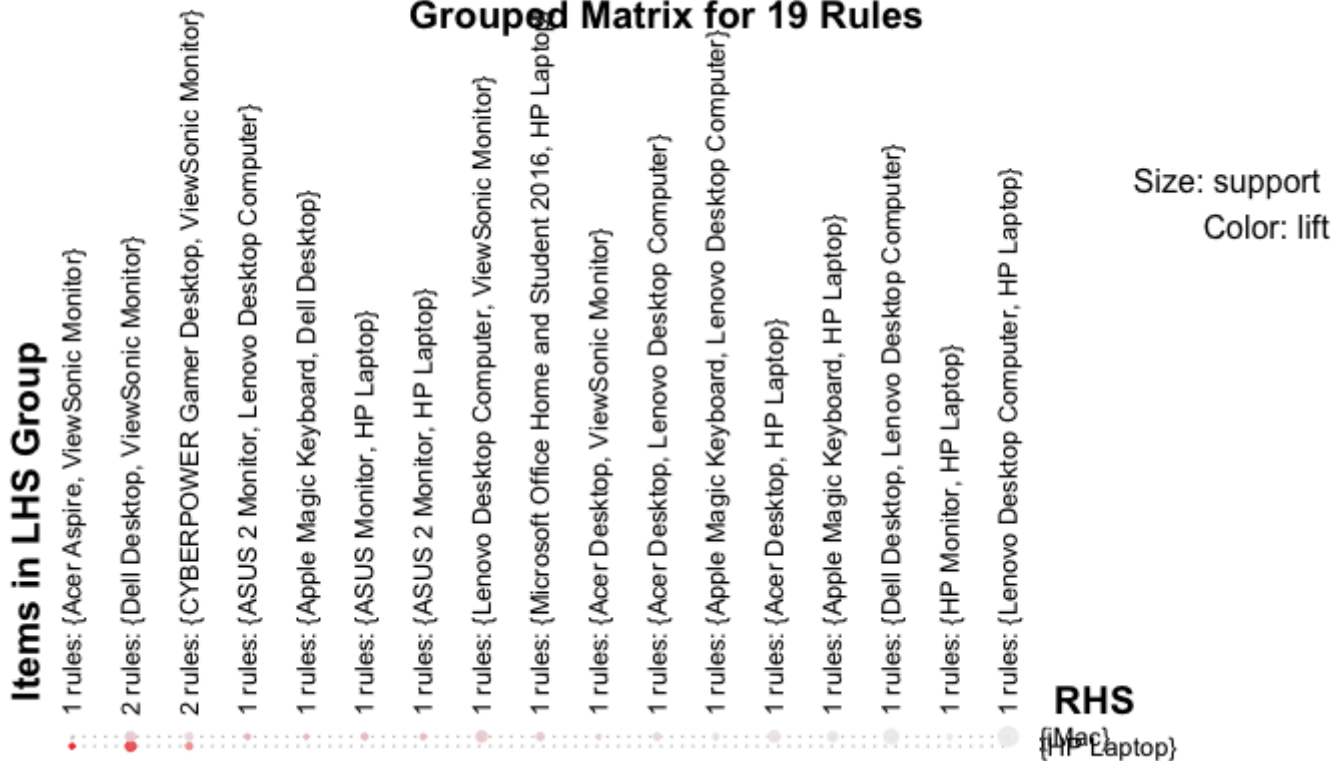 Grouped Matrix for 19 Rules
Size: support
Color: lift
Items in LHS Group
1 rules: {Acer Aspire, ViewSonic Monitor}
2 rules: {Dell Desktop, ViewSonic Monitor}
2 rules: {CYBERPOWER Gamer Desktop, ViewSonic Monitor}
1 rules: {ASUS 2 Monitor, Lenovo Desktop Computer}
1 rules: {Apple Magic Keyboard, Dell Desktop}
1 rules: {ASUS Monitor, HP Laptop}
1 rules: {ASUS 2 Monitor, HP Laptop}
1 rules: {Lenovo Desktop Computer, ViewSonic Monitor}
1 rules: {Microsoft Office Home and Student 2016, HP Laptop}
1 rules: {Acer Desktop, ViewSonic Monitor}
1 rules: {Acer Desktop, Lenovo Desktop Computer}
1 rules: {Apple Magic Keyboard, Lenovo Desktop Computer}
1 rules: {Acer Desktop, HP Laptop}
1 rules: {Apple Magic Keyboard, HP Laptop}
1 rules: {Dell Desktop, Lenovo Desktop Computer}
1 rules: {HP Monitor, HP Laptop}
1 rules: {Lenovo Desktop Computer, HP Laptop}
RHS
{iMac}
{HP Laptop}